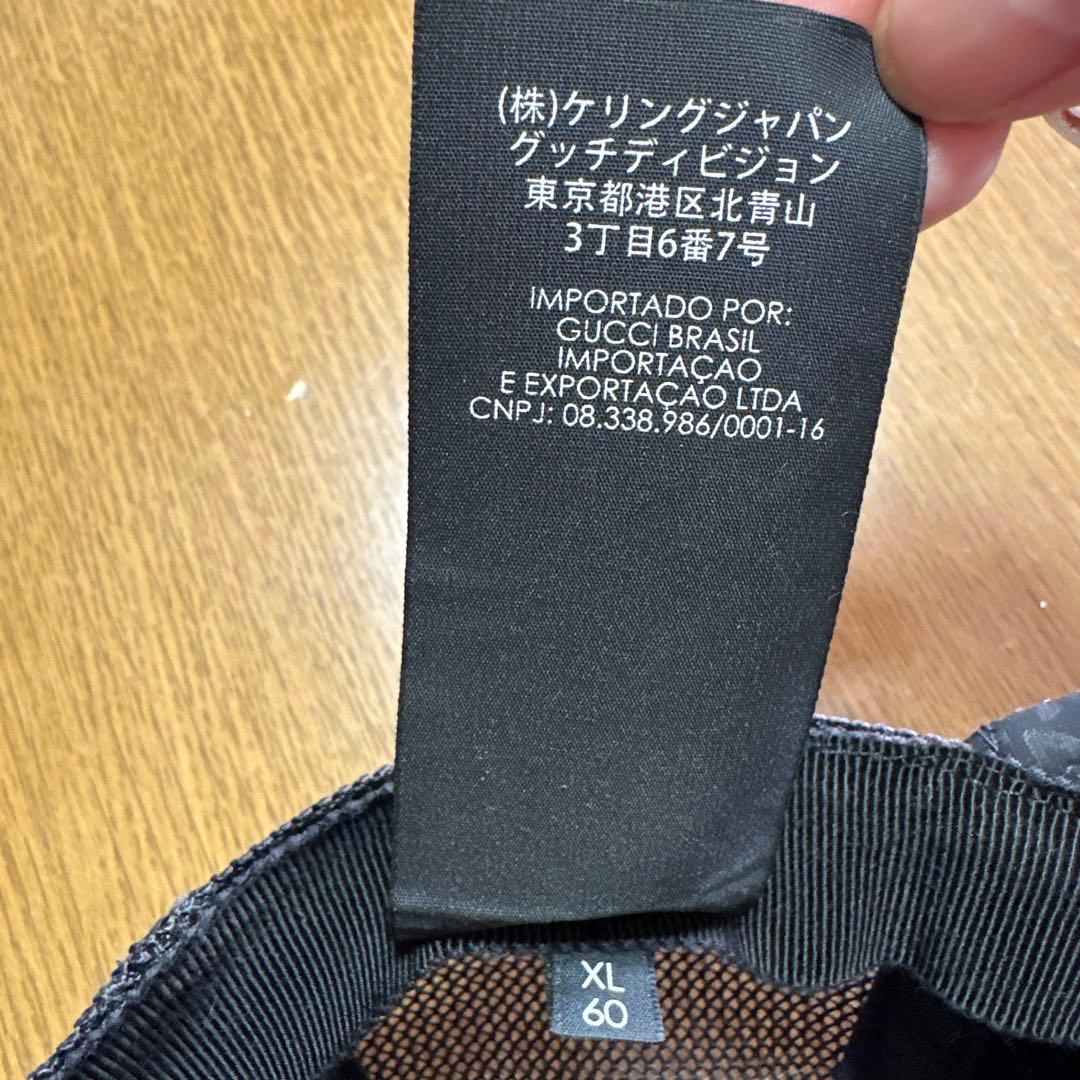 (株)ケリングジャパン
グッチディビジョン
東京都港区北青山
3丁目6番7号
IMPORTADO POR:
GUCCI BRASIL
IMPORTAÇAO
E EXPORTAÇAO LTDA
CNPJ: 08.338.986/0001-16
XL
60